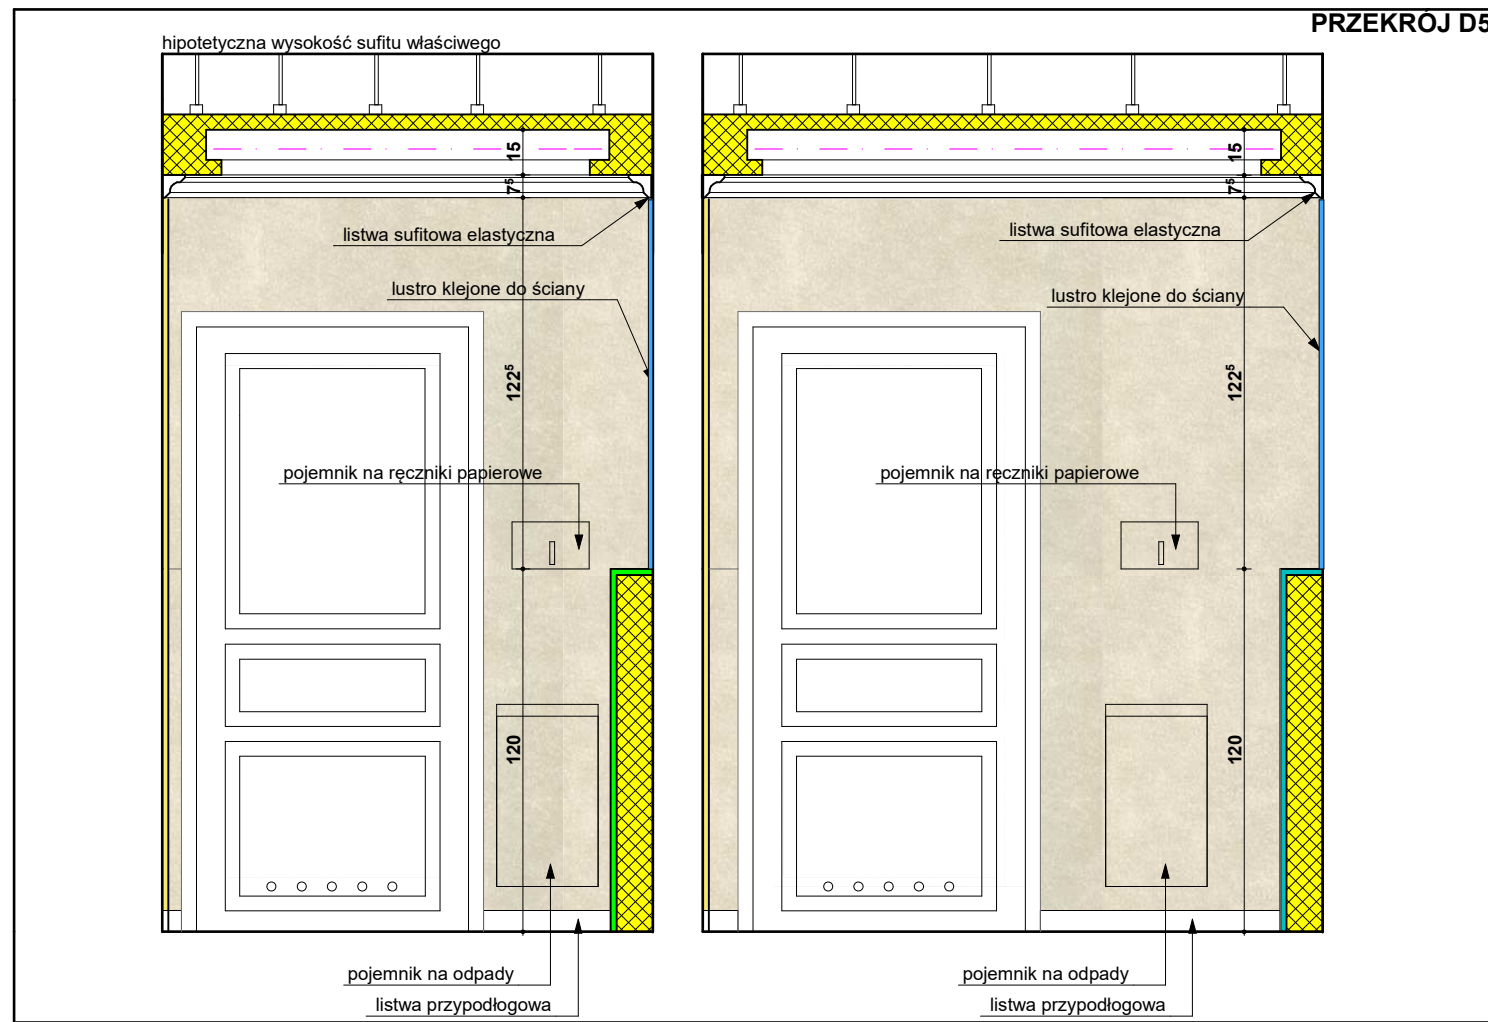 PRZEKRÓJ D5
hipotetyczna wysokość sufitu właściwego
15
7⁵
listwa sufitowa elastyczna
lustro klejone do ściany
122⁵
pojemnik na ręczniki papierowe
120
pojemnik na odpady
listwa przypodłogowa
15
7⁵
listwa sufitowa elastyczna
lustro klejone do ściany
122⁵
pojemnik na ręczniki papierowe
120
pojemnik na odpady
listwa przypodłogowa